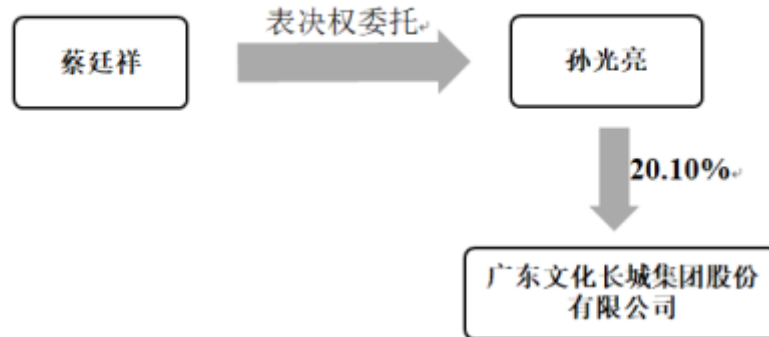 表决权委托
蔡廷祥
孙光亮
20.10%
广东文化长城集团股份
有限公司